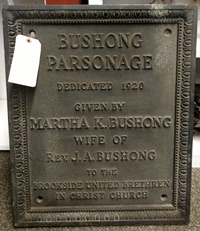 BUSHONG
PARSONAGE
DEDICATED 1920
GIVEN BY
MARTHA K. BUSHONG
WIFE OF
REV. J. A. BUSHONG
TO THE
BROOKSIDE UNITED BRETHREN
IN CHRIST CHURCH